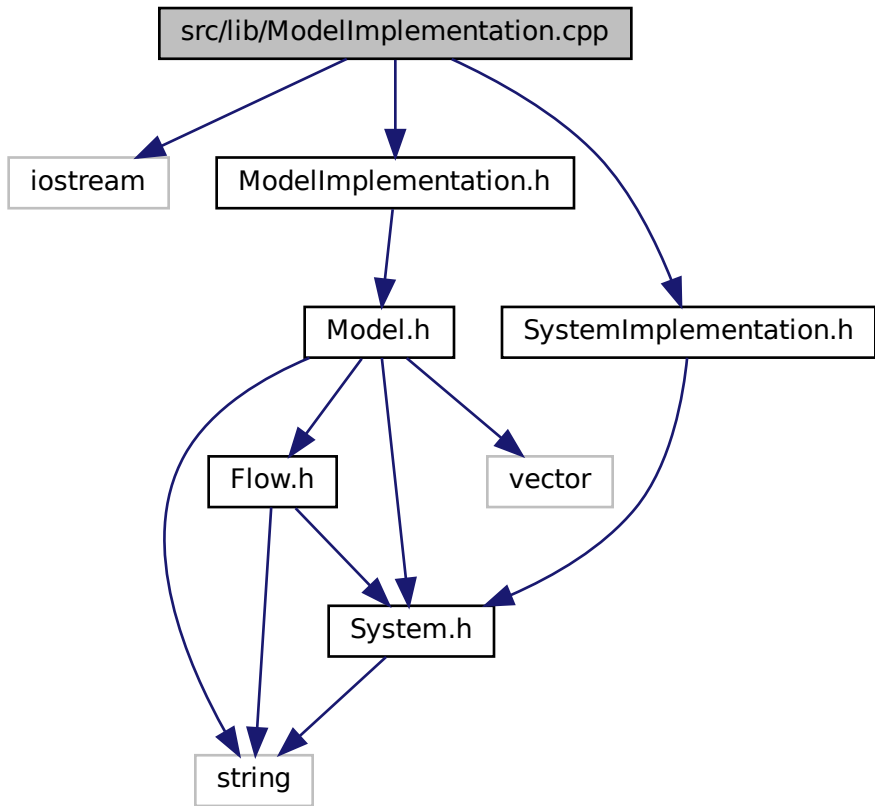 src/lib/ModelImplementation.cpp
iostream
ModelImplementation.h
Model.h
SystemImplementation.h
Flow.h
vector
System.h
string